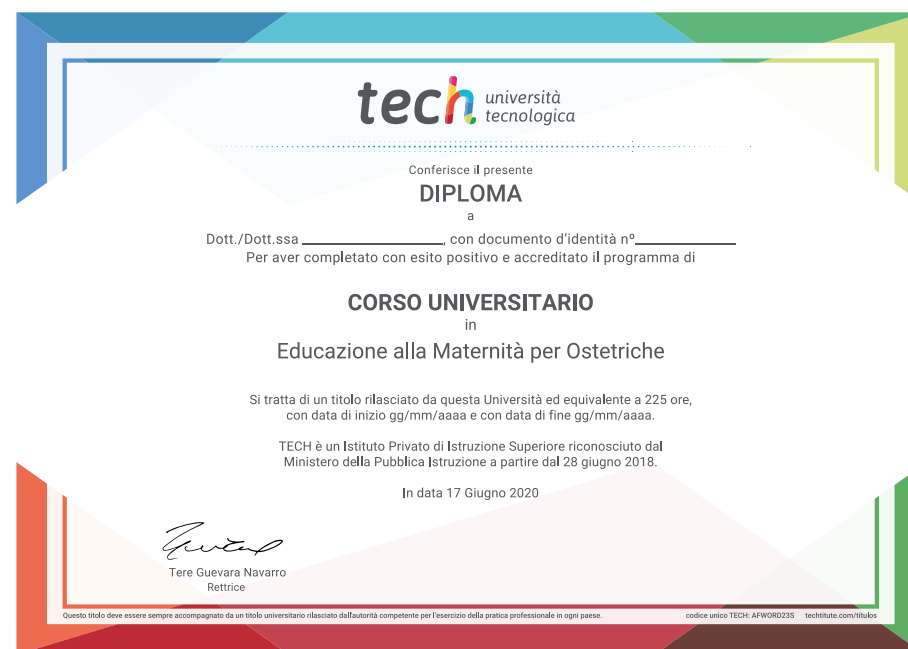 tech università
tecnologica
Conferisce il presente
DIPLOMA
a
Dott./Dott.ssa ____________________, con documento d'identità nº______________
Per aver completato con esito positivo e accreditato il programma di
CORSO UNIVERSITARIO
in
Educazione alla Maternità per Ostetriche
Si tratta di un titolo rilasciato da questa Università ed equivalente a 225 ore,
con data di inizio gg/mm/aaaa e con data di fine gg/mm/aaaa.
TECH è un Istituto Privato di Istruzione Superiore riconosciuto dal
Ministero della Pubblica Istruzione a partire dal 28 giugno 2018.
In data 17 Giugno 2020
Tere Guevara Navarro
Rettrice
Questo titolo deve essere sempre accompagnato da un titolo universitario rilasciato dall'autorità competente per l'esercizio della pratica professionale in ogni paese. codice unico TECH: AFWORD23S techtitute.com/titulos